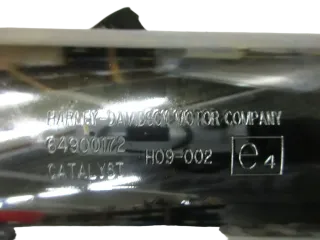 HARLEY-DAVIDSON MOTOR COMPANY
64900172
CATALYST H09-002 e4